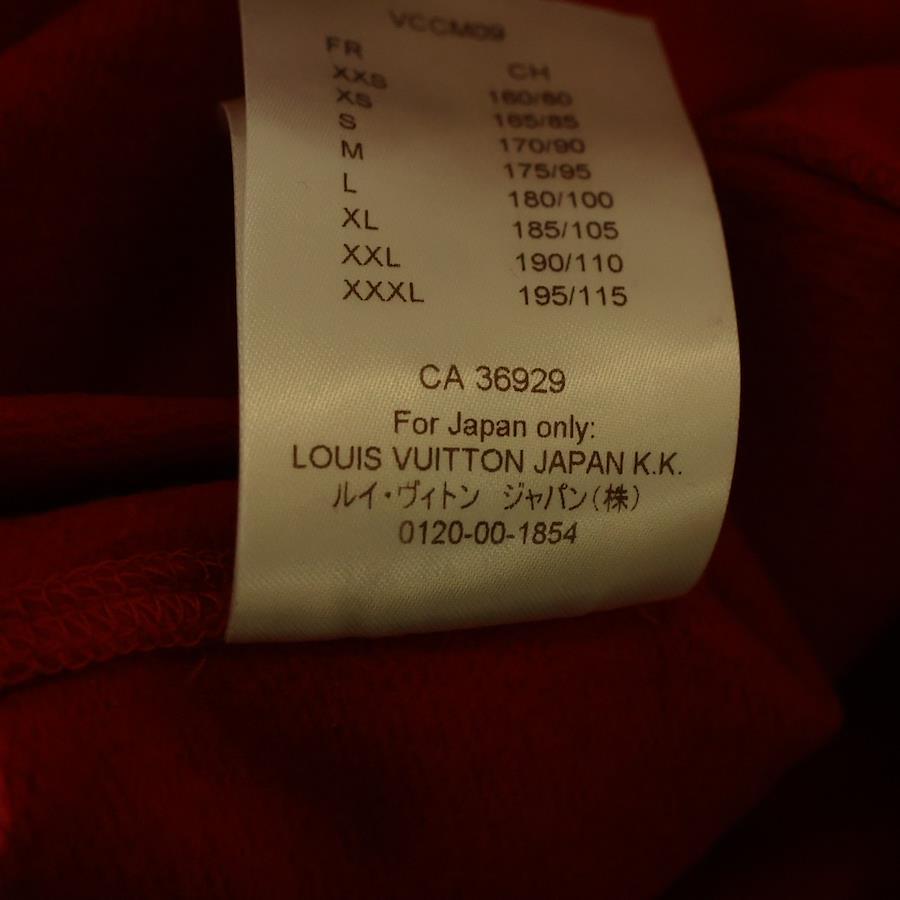 VCCM09
FR CH
XXS 160/80
XS 165/85
S 170/90
M 175/95
L 180/100
XL 185/105
XXL 190/110
XXXL 195/115
CA 36929
For Japan only:
LOUIS VUITTON JAPAN K.K.
ルイ・ヴィトン ジャパン(株)
0120-00-1854